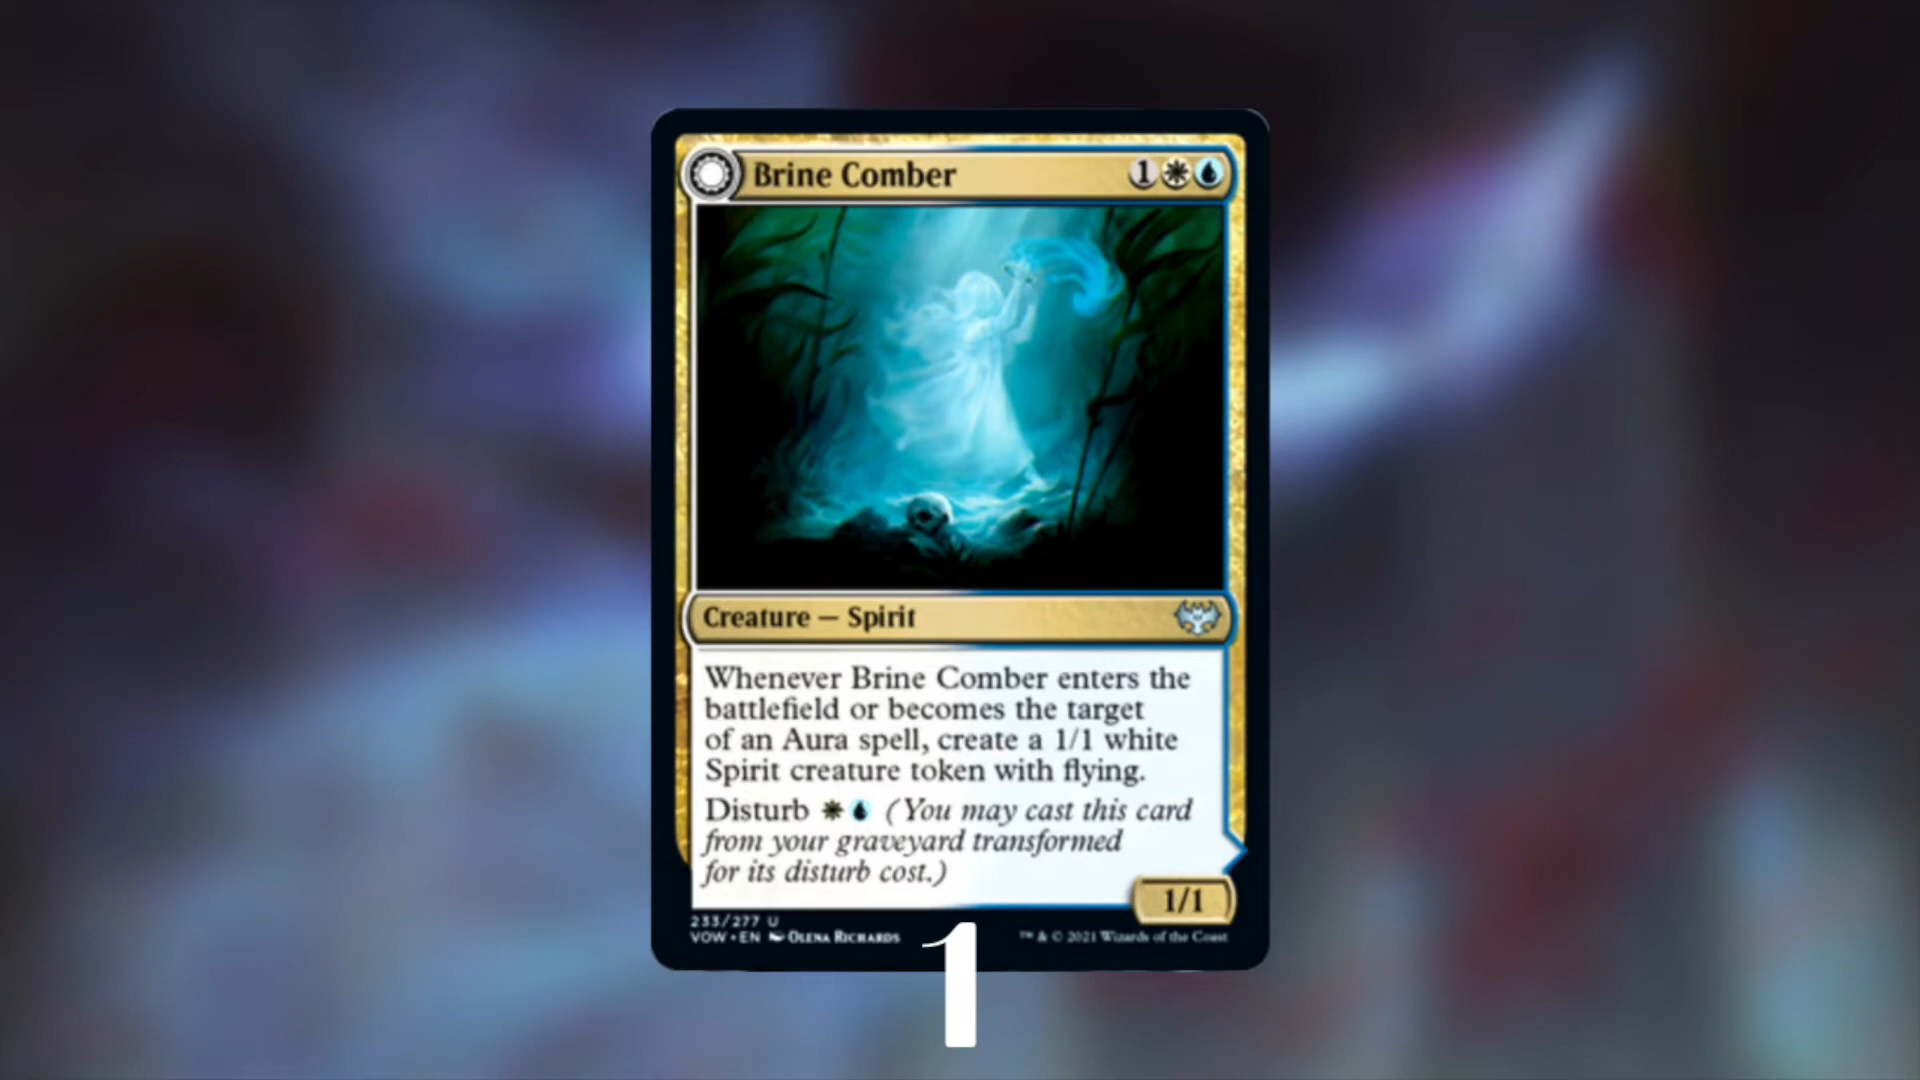 Brine Comber 1
Creature — Spirit
Whenever Brine Comber enters the
battlefield or becomes the target
of an Aura spell, create a 1/1 white
Spirit creature token with flying.
Disturb (You may cast this card
from your graveyard transformed
for its disturb cost.)
1/1
233/277 U
VOW • EN Olena Richards
™ & © 2021 Wizards of the Coast
1